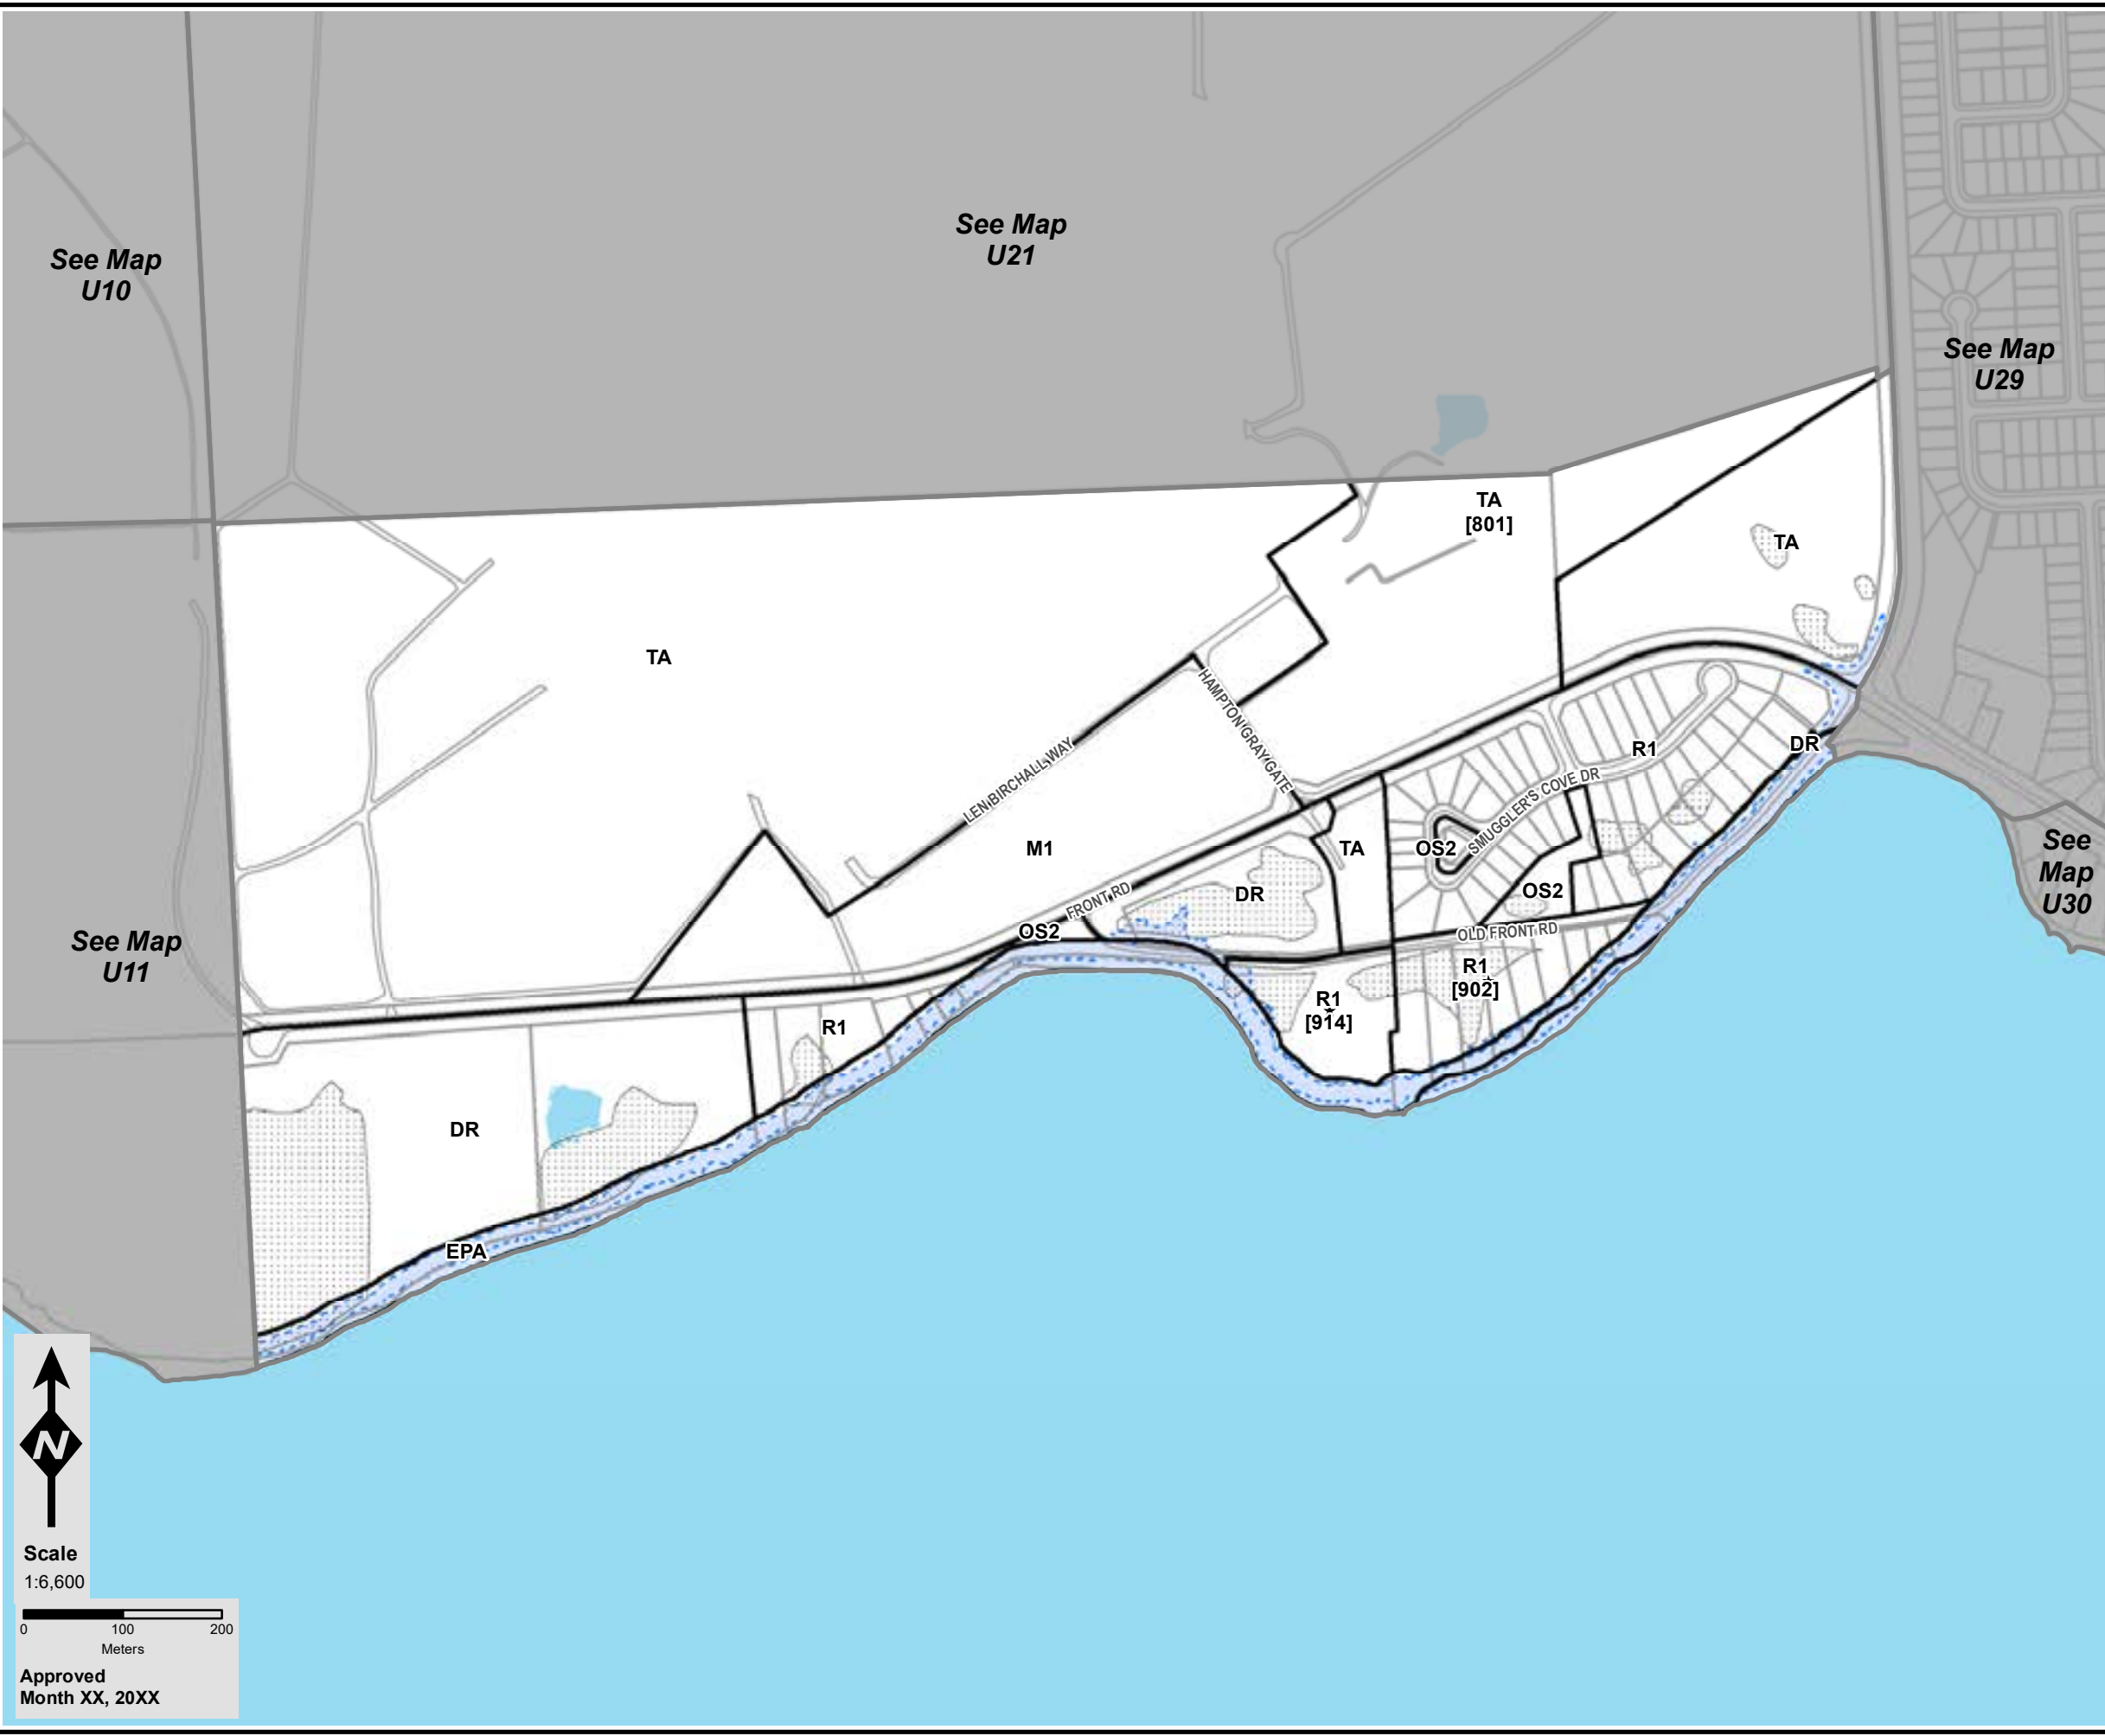 See Map
U21
See Map
U10
See Map
U29
TA
[801]
TA
TA
HAMPTON GRAY GATE
LEN BIRCHALL WAY
R1
DR
SMUGGLER'S COVE DR
M1
TA
OS2
See
Map
U30
DR
OS2
FRONT RD
OS2
OLD FRONT RD
See Map
U11
R1
[902]
R1
[914]
R1
DR
EPA
N
Scale
1:6,600
0 100 200
Meters
Approved
Month XX, 20XX